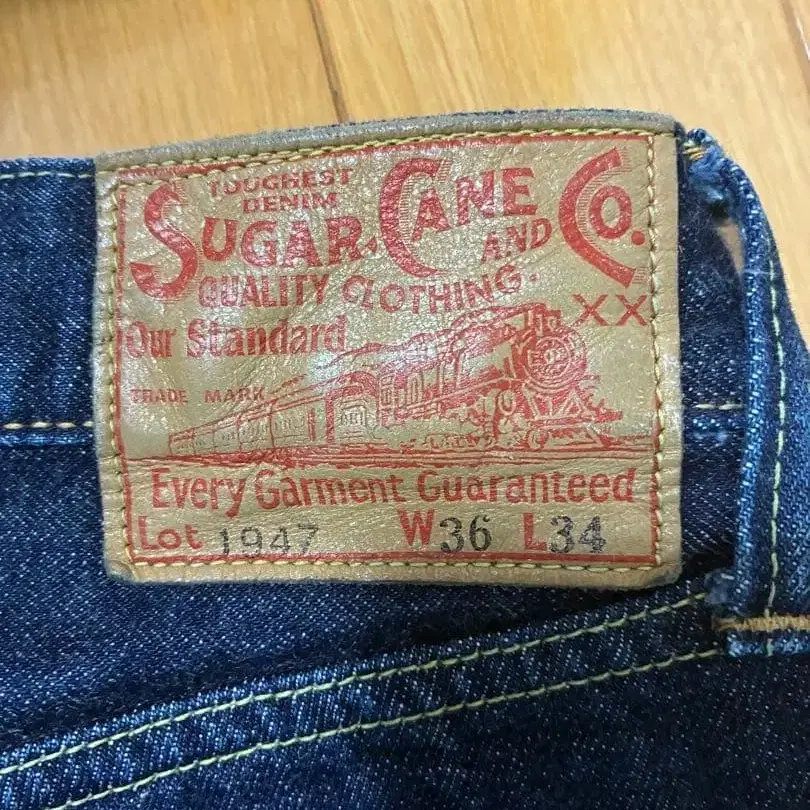 TOUGHEST
DENIM
SUGAR CANE AND Co.
QUALITY CLOTHING.
XX
Our Standard
TRADE MARK
Every Garment Guaranteed
Lot 1947 W36 L34